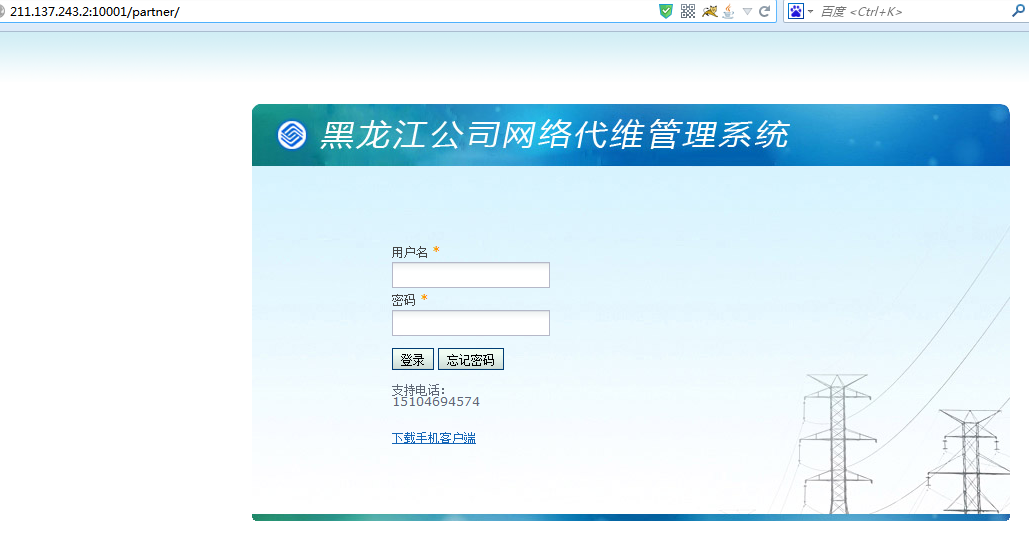 211.137.243.2:10001/partner/
百度 <Ctrl+K>
黑龙江公司网络代维管理系统
用户名 *
密码 *
登录 忘记密码
支持电话:
15104694574
下载手机客户端